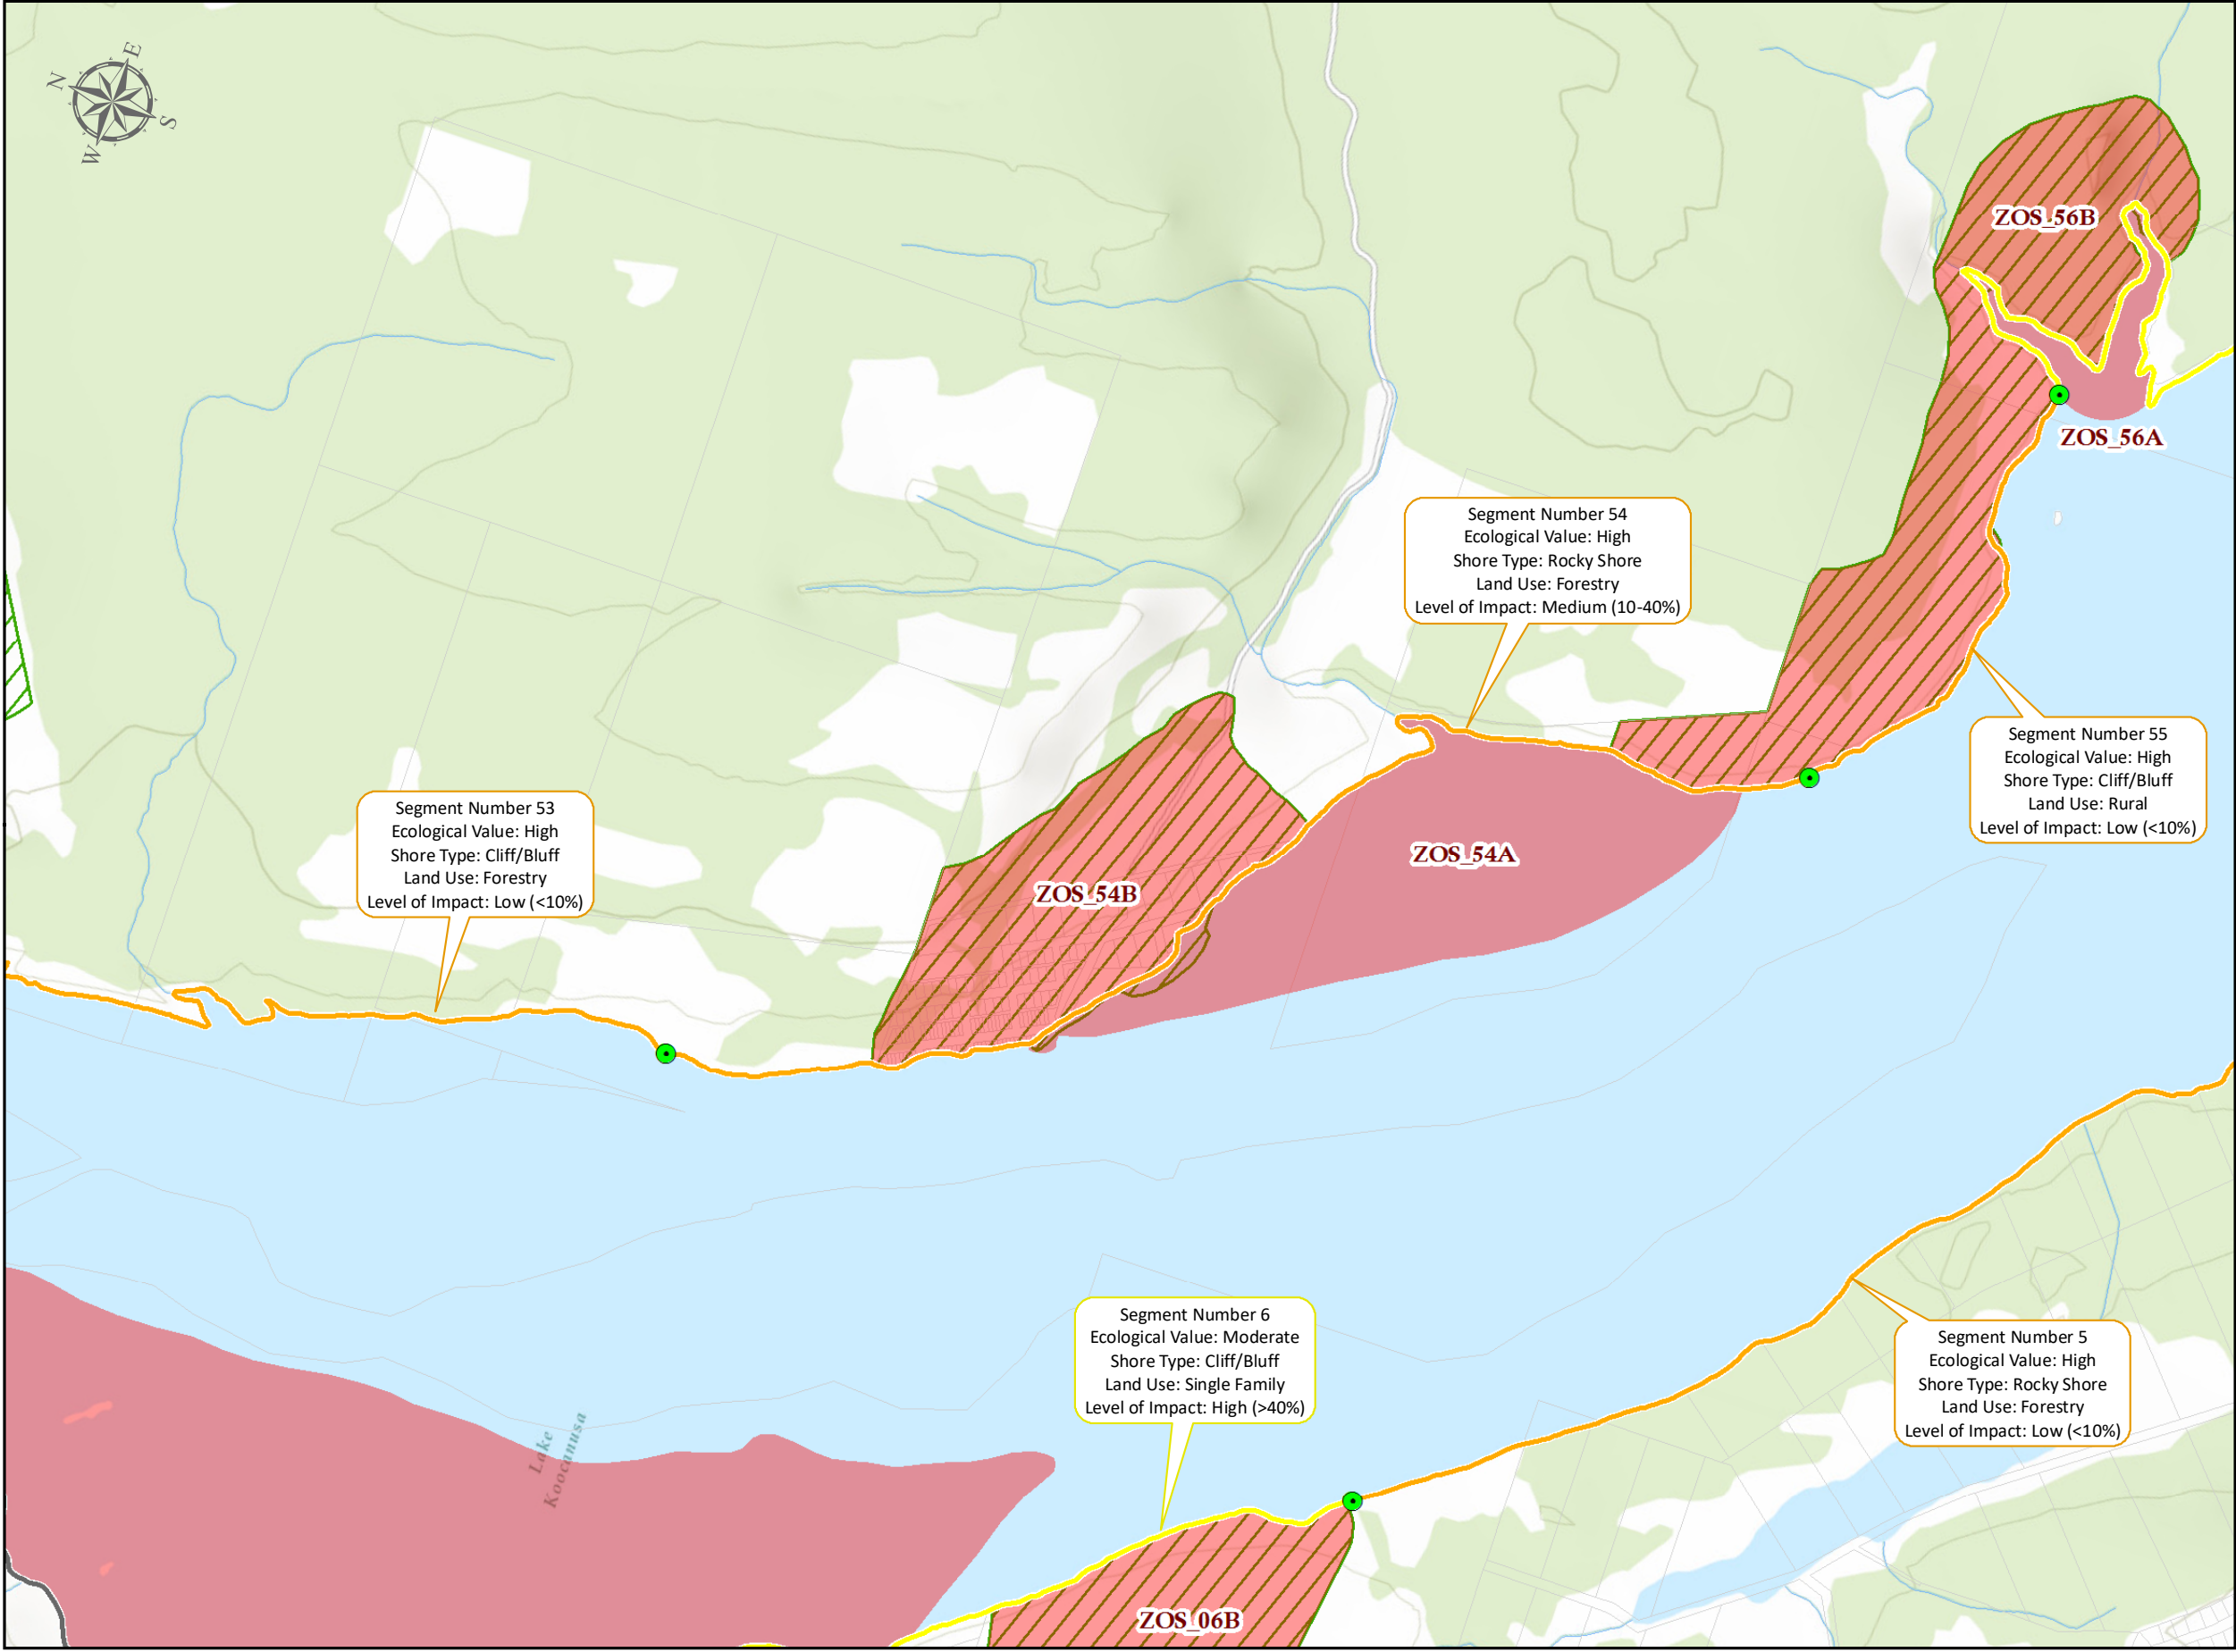 N
E
S
W
ZOS_56B
ZOS_56A
Segment Number 54
Ecological Value: High
Shore Type: Rocky Shore
Land Use: Forestry
Level of Impact: Medium (10-40%)
Segment Number 55
Ecological Value: High
Shore Type: Cliff/Bluff
Land Use: Rural
Level of Impact: Low (<10%)
Segment Number 53
Ecological Value: High
Shore Type: Cliff/Bluff
Land Use: Forestry
Level of Impact: Low (<10%)
ZOS_54A
ZOS_54B
Segment Number 6
Ecological Value: Moderate
Shore Type: Cliff/Bluff
Land Use: Single Family
Level of Impact: High (>40%)
Segment Number 5
Ecological Value: High
Shore Type: Rocky Shore
Land Use: Forestry
Level of Impact: Low (<10%)
Lake
Koocanusa
ZOS_06B